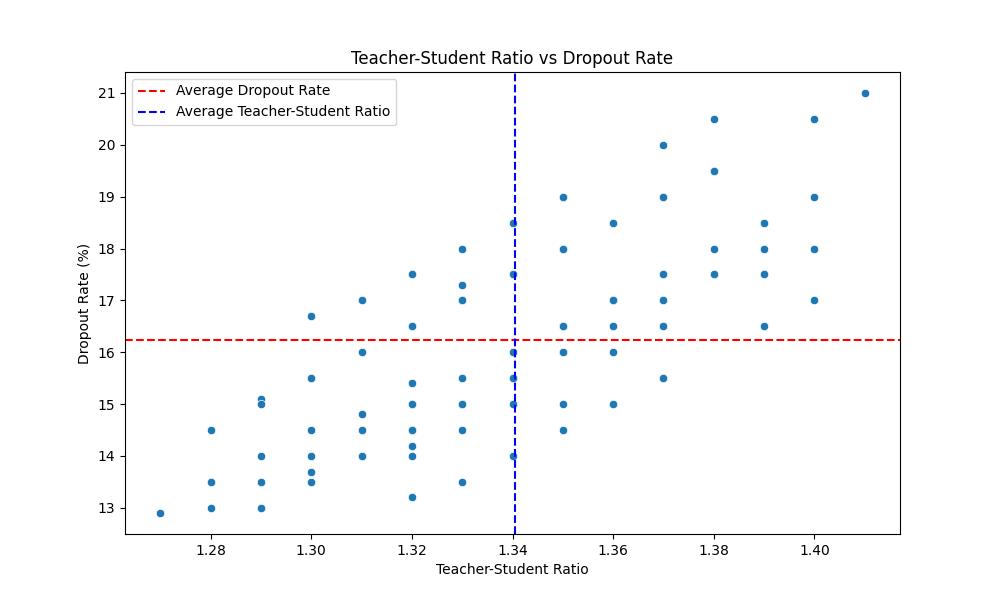 Teacher-Student Ratio vs Dropout Rate
Average Dropout Rate
Average Teacher-Student Ratio
Dropout Rate (%)
21
20
19
18
17
16
15
14
13
1.28 1.30 1.32 1.34 1.36 1.38 1.40
Teacher-Student Ratio